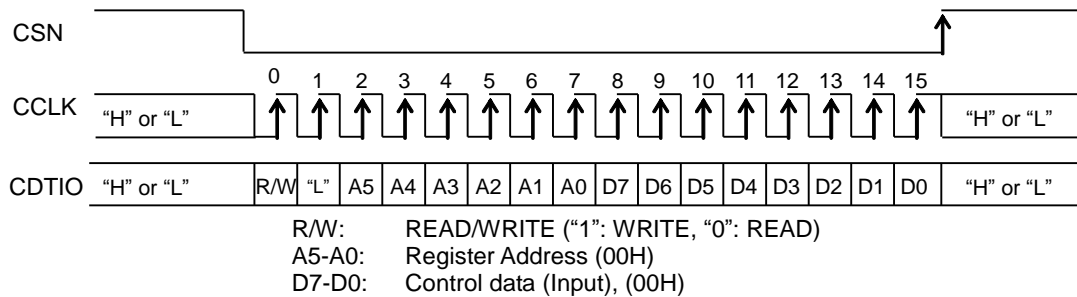 CSN
0 1 2 3 4 5 6 7 8 9 10 11 12 13 14 15
CCLK "H" or "L" "H" or "L"
CDTIO "H" or "L" R/W "L" A5 A4 A3 A2 A1 A0 D7 D6 D5 D4 D3 D2 D1 D0 "H" or "L"
R/W: READ/WRITE ("1": WRITE, "0": READ)
A5-A0: Register Address (00H)
D7-D0: Control data (Input), (00H)